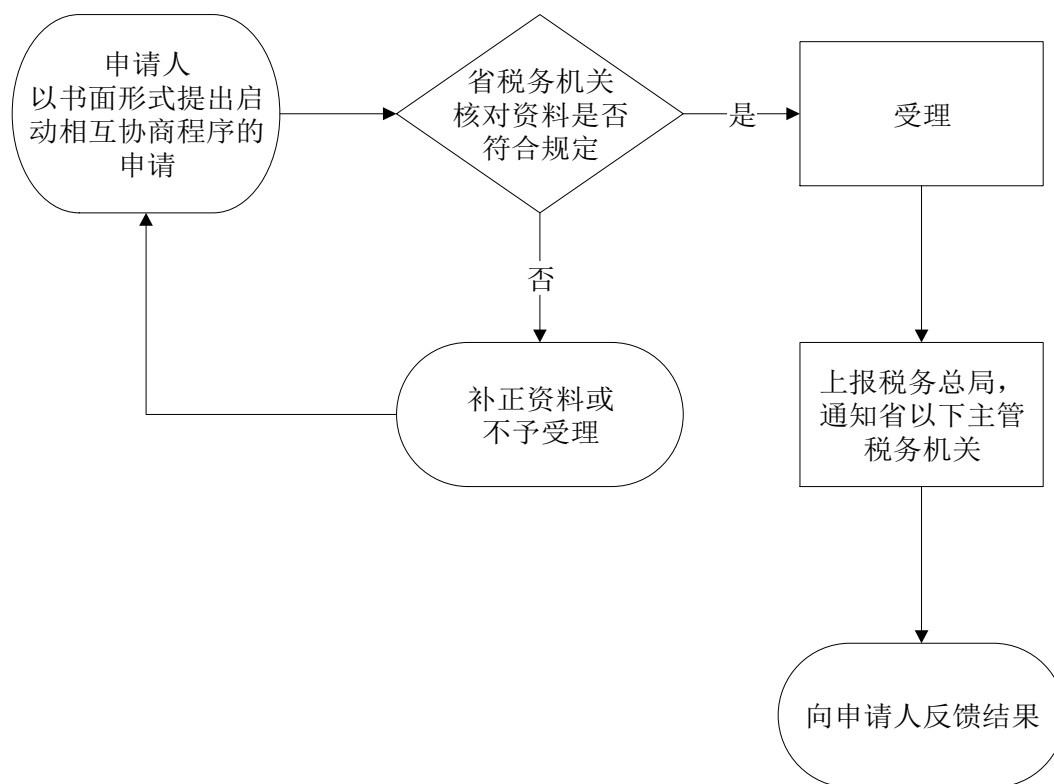 申请人
以书面形式提出启
动相互协商程序的
申请
省税务机关
核对资料是否
符合规定
是
受理
否
补正资料或
不予受理
上报税务总局，
通知省以下主管
税务机关
向申请人反馈结果